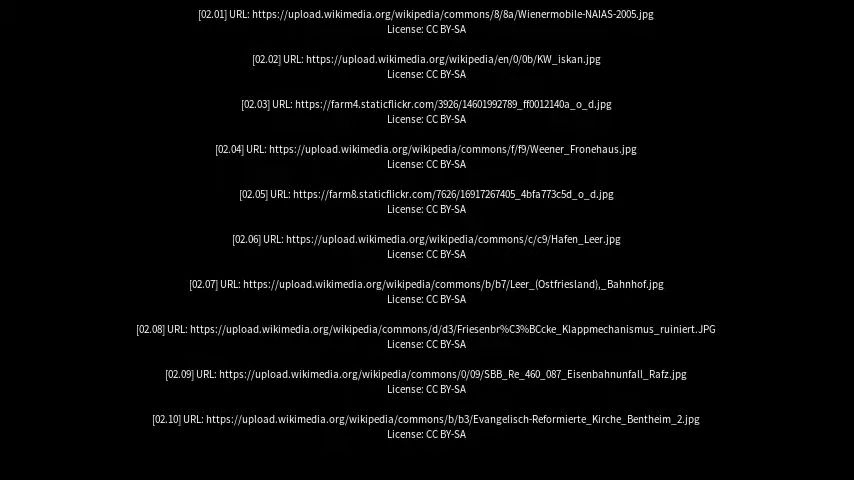 [02.01] URL: https://upload.wikimedia.org/wikipedia/commons/8/8a/Wienermobile-NAIAS-2005.jpg
License: CC BY-SA
[02.02] URL: https://upload.wikimedia.org/wikipedia/en/0/0b/KW_iskan.jpg
License: CC BY-SA
[02.03] URL: https://farm4.staticflickr.com/3926/14601992789_ff0012140a_o_d.jpg
License: CC BY-SA
[02.04] URL: https://upload.wikimedia.org/wikipedia/commons/f/f9/Weener_Fronehaus.jpg
License: CC BY-SA
[02.05] URL: https://farm8.staticflickr.com/7626/16917267405_4bfa773c5d_o_d.jpg
License: CC BY-SA
[02.06] URL: https://upload.wikimedia.org/wikipedia/commons/c/c9/Hafen_Leer.jpg
License: CC BY-SA
[02.07] URL: https://upload.wikimedia.org/wikipedia/commons/b/b7/Leer_(Ostfriesland),_Bahnhof.jpg
License: CC BY-SA
[02.08] URL: https://upload.wikimedia.org/wikipedia/commons/d/d3/Friesenbr%C3%BCcke_Klappmechanismus_ruiniert.JPG
License: CC BY-SA
[02.09] URL: https://upload.wikimedia.org/wikipedia/commons/0/09/SBB_Re_460_087_Eisenbahnunfall_Rafz.jpg
License: CC BY-SA
[02.10] URL: https://upload.wikimedia.org/wikipedia/commons/b/b3/Evangelisch-Reformierte_Kirche_Bentheim_2.jpg
License: CC BY-SA